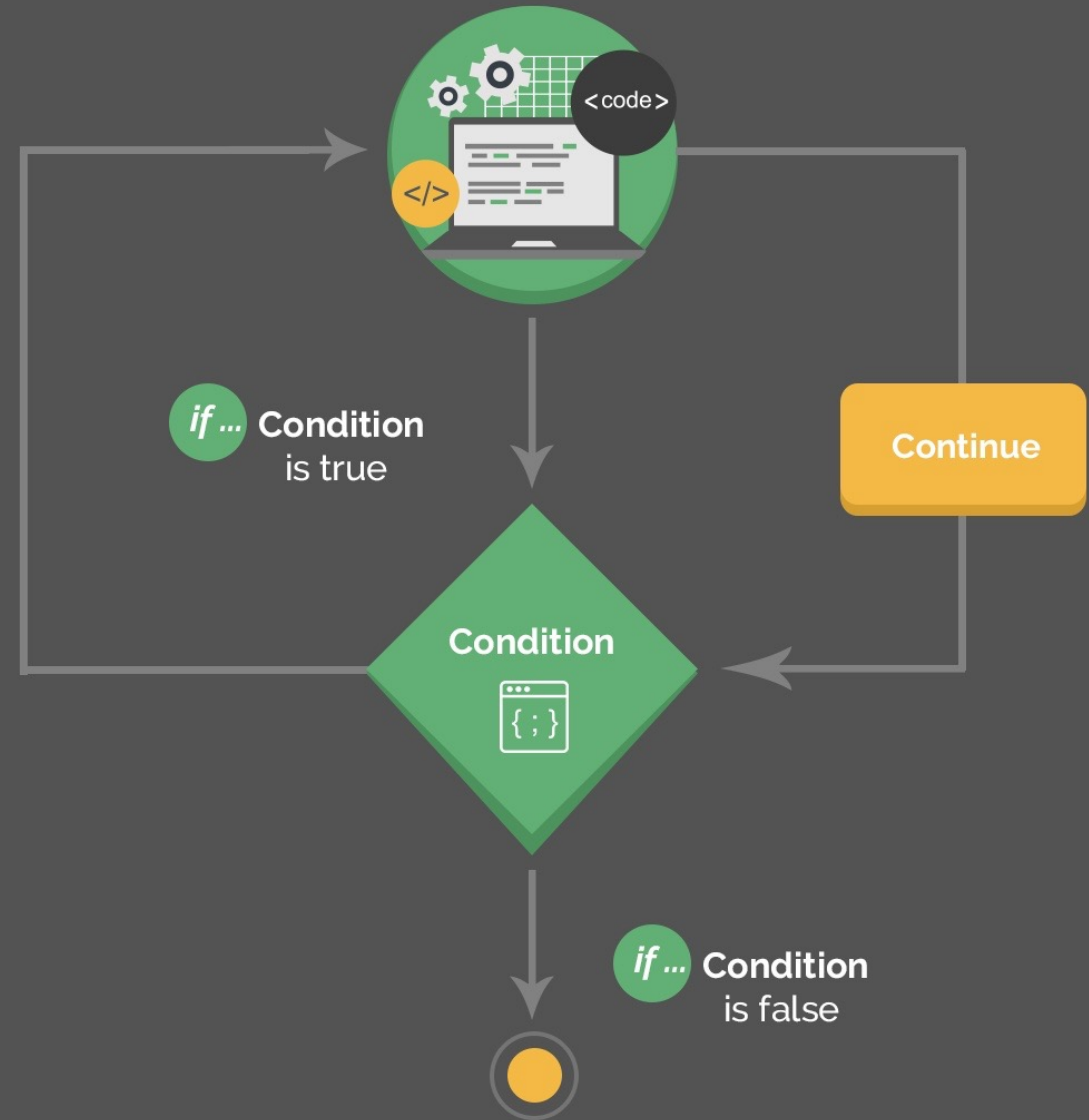 <code>
</>
if ... Condition
is true
Continue
Condition
{ ; }
if ... Condition
is false